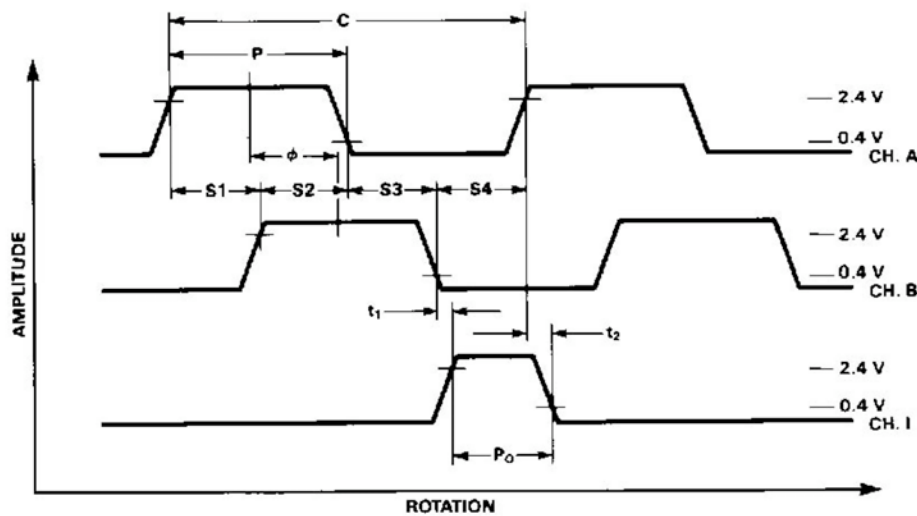 C
P
2.4 V
0.4 V
CH. A
ϕ
S1 S2 S3 S4
2.4 V
0.4 V
CH. B
t₁
t₂
2.4 V
0.4 V
CH. I
P₀
AMPLITUDE
ROTATION